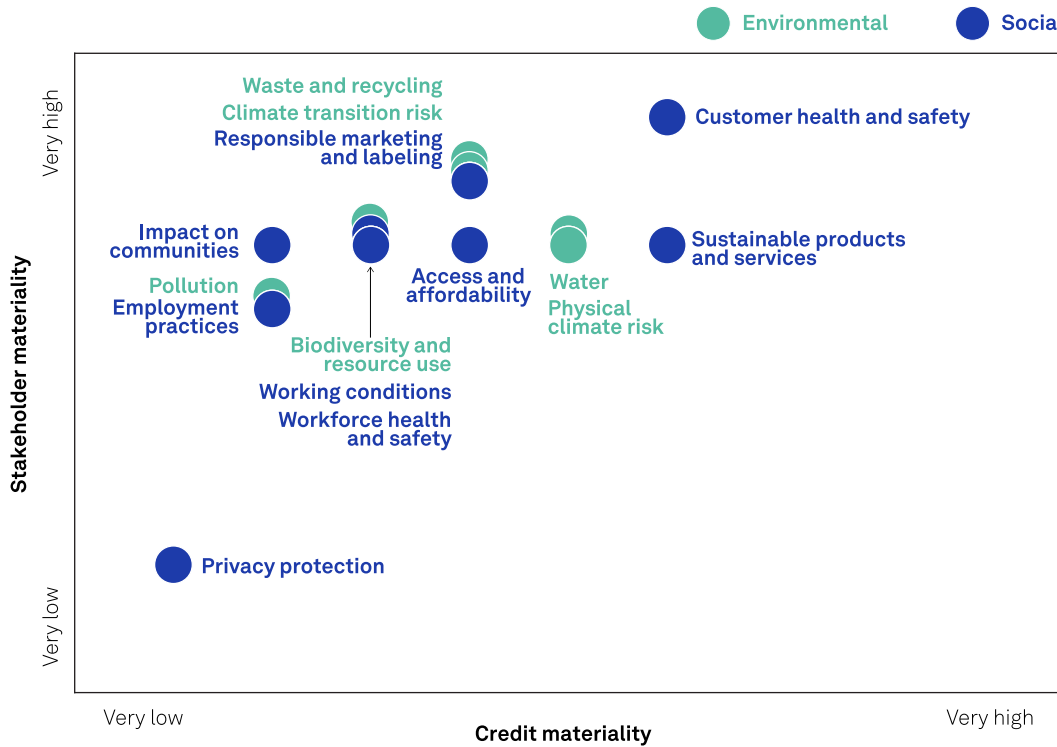 Environmental
Socia
Very high
Waste and recycling
Climate transition risk
Responsible marketing
and labeling
Customer health and safety
Impact on
communities
Sustainable products
and services
Access and
affordability
Water
Physical
climate risk
Pollution
Employment
practices
Biodiversity and
resource use
Working conditions
Workforce health
and safety
Stakeholder materiality
Privacy protection
Very low
Very low
Credit materiality
Very high